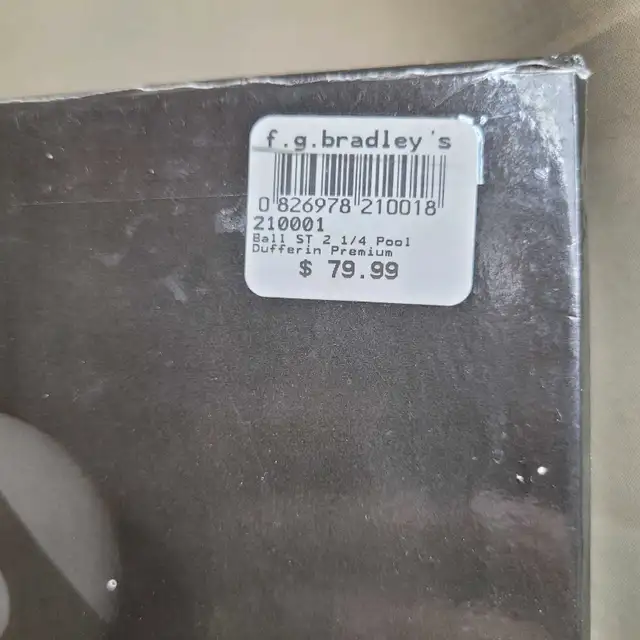 f.g.bradley's
0 826978 210018
210001
Ball ST 2 1/4 Pool
Dufferin Premium
$ 79.99